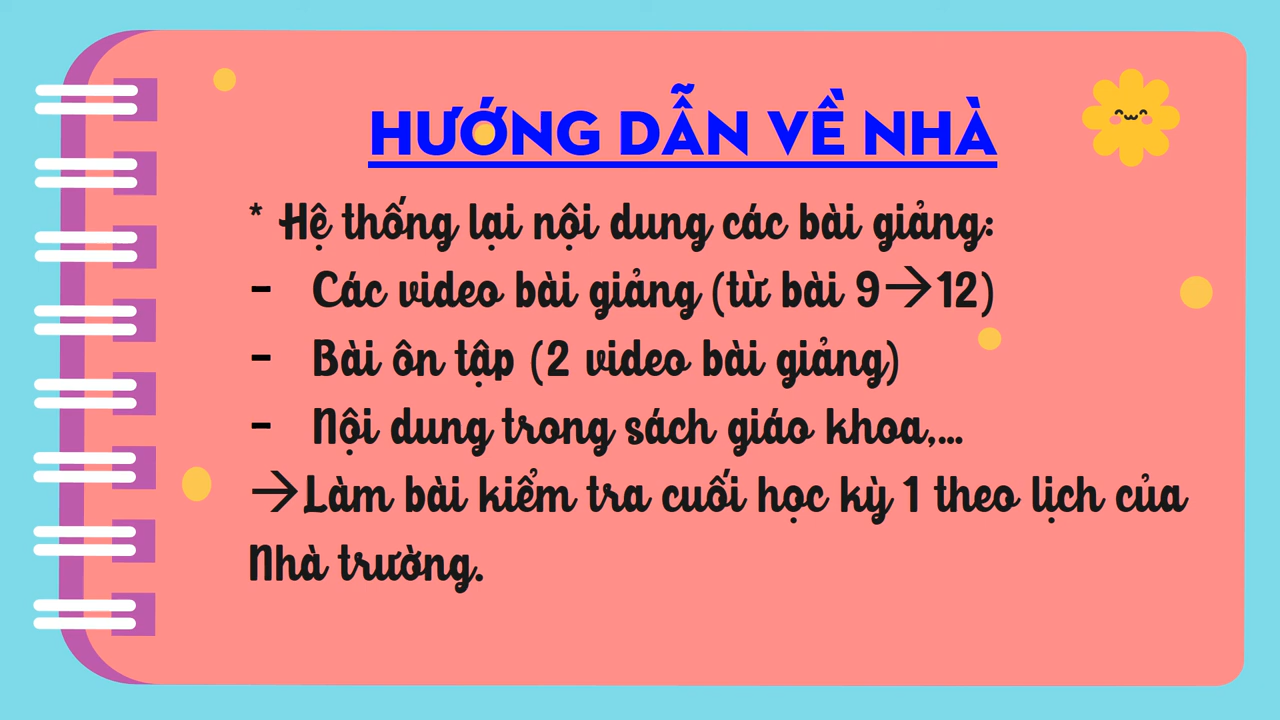 HƯỚNG DẪN VỀ NHÀ
* Hệ thống lại nội dung các bài giảng:
- Các video bài giảng (từ bài 9→12)
- Bài ôn tập (2 video bài giảng)
- Nội dung trong sách giáo khoa,...
→Làm bài kiểm tra cuối học kỳ 1 theo lịch của
Nhà trường.